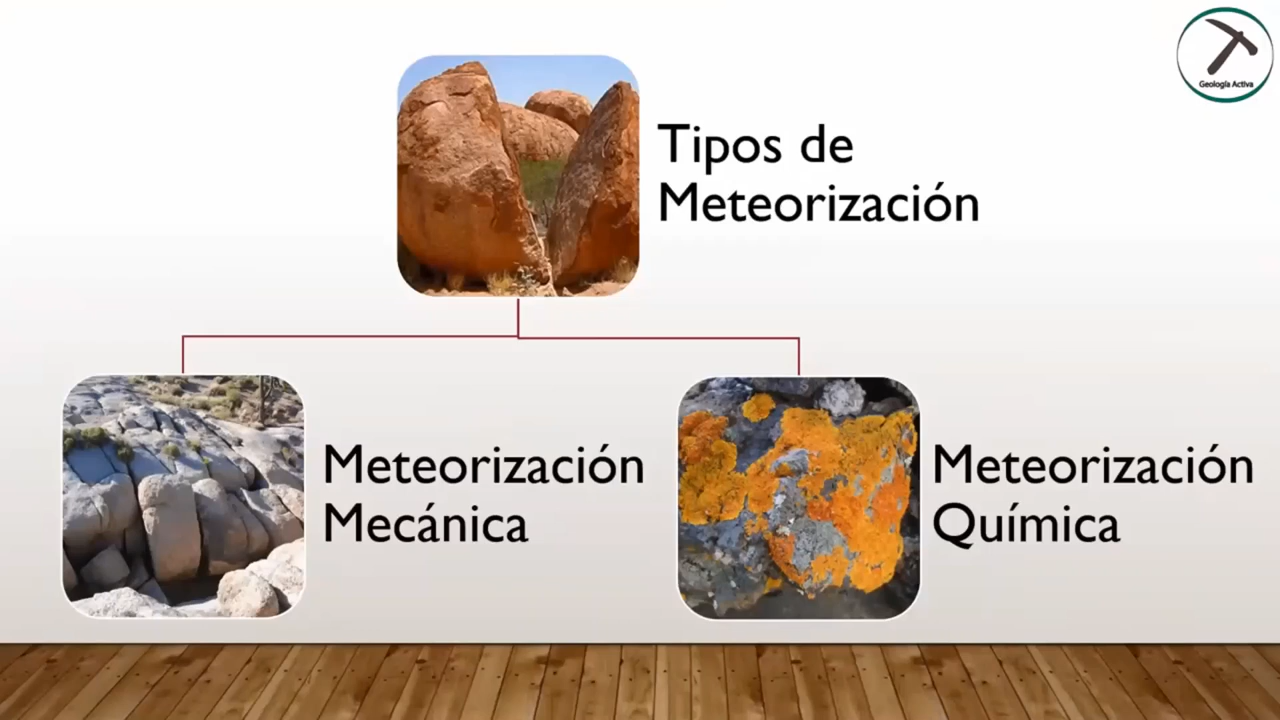 Geología Activa
Tipos de
Meteorización
Meteorización
Mecánica
Meteorización
Química